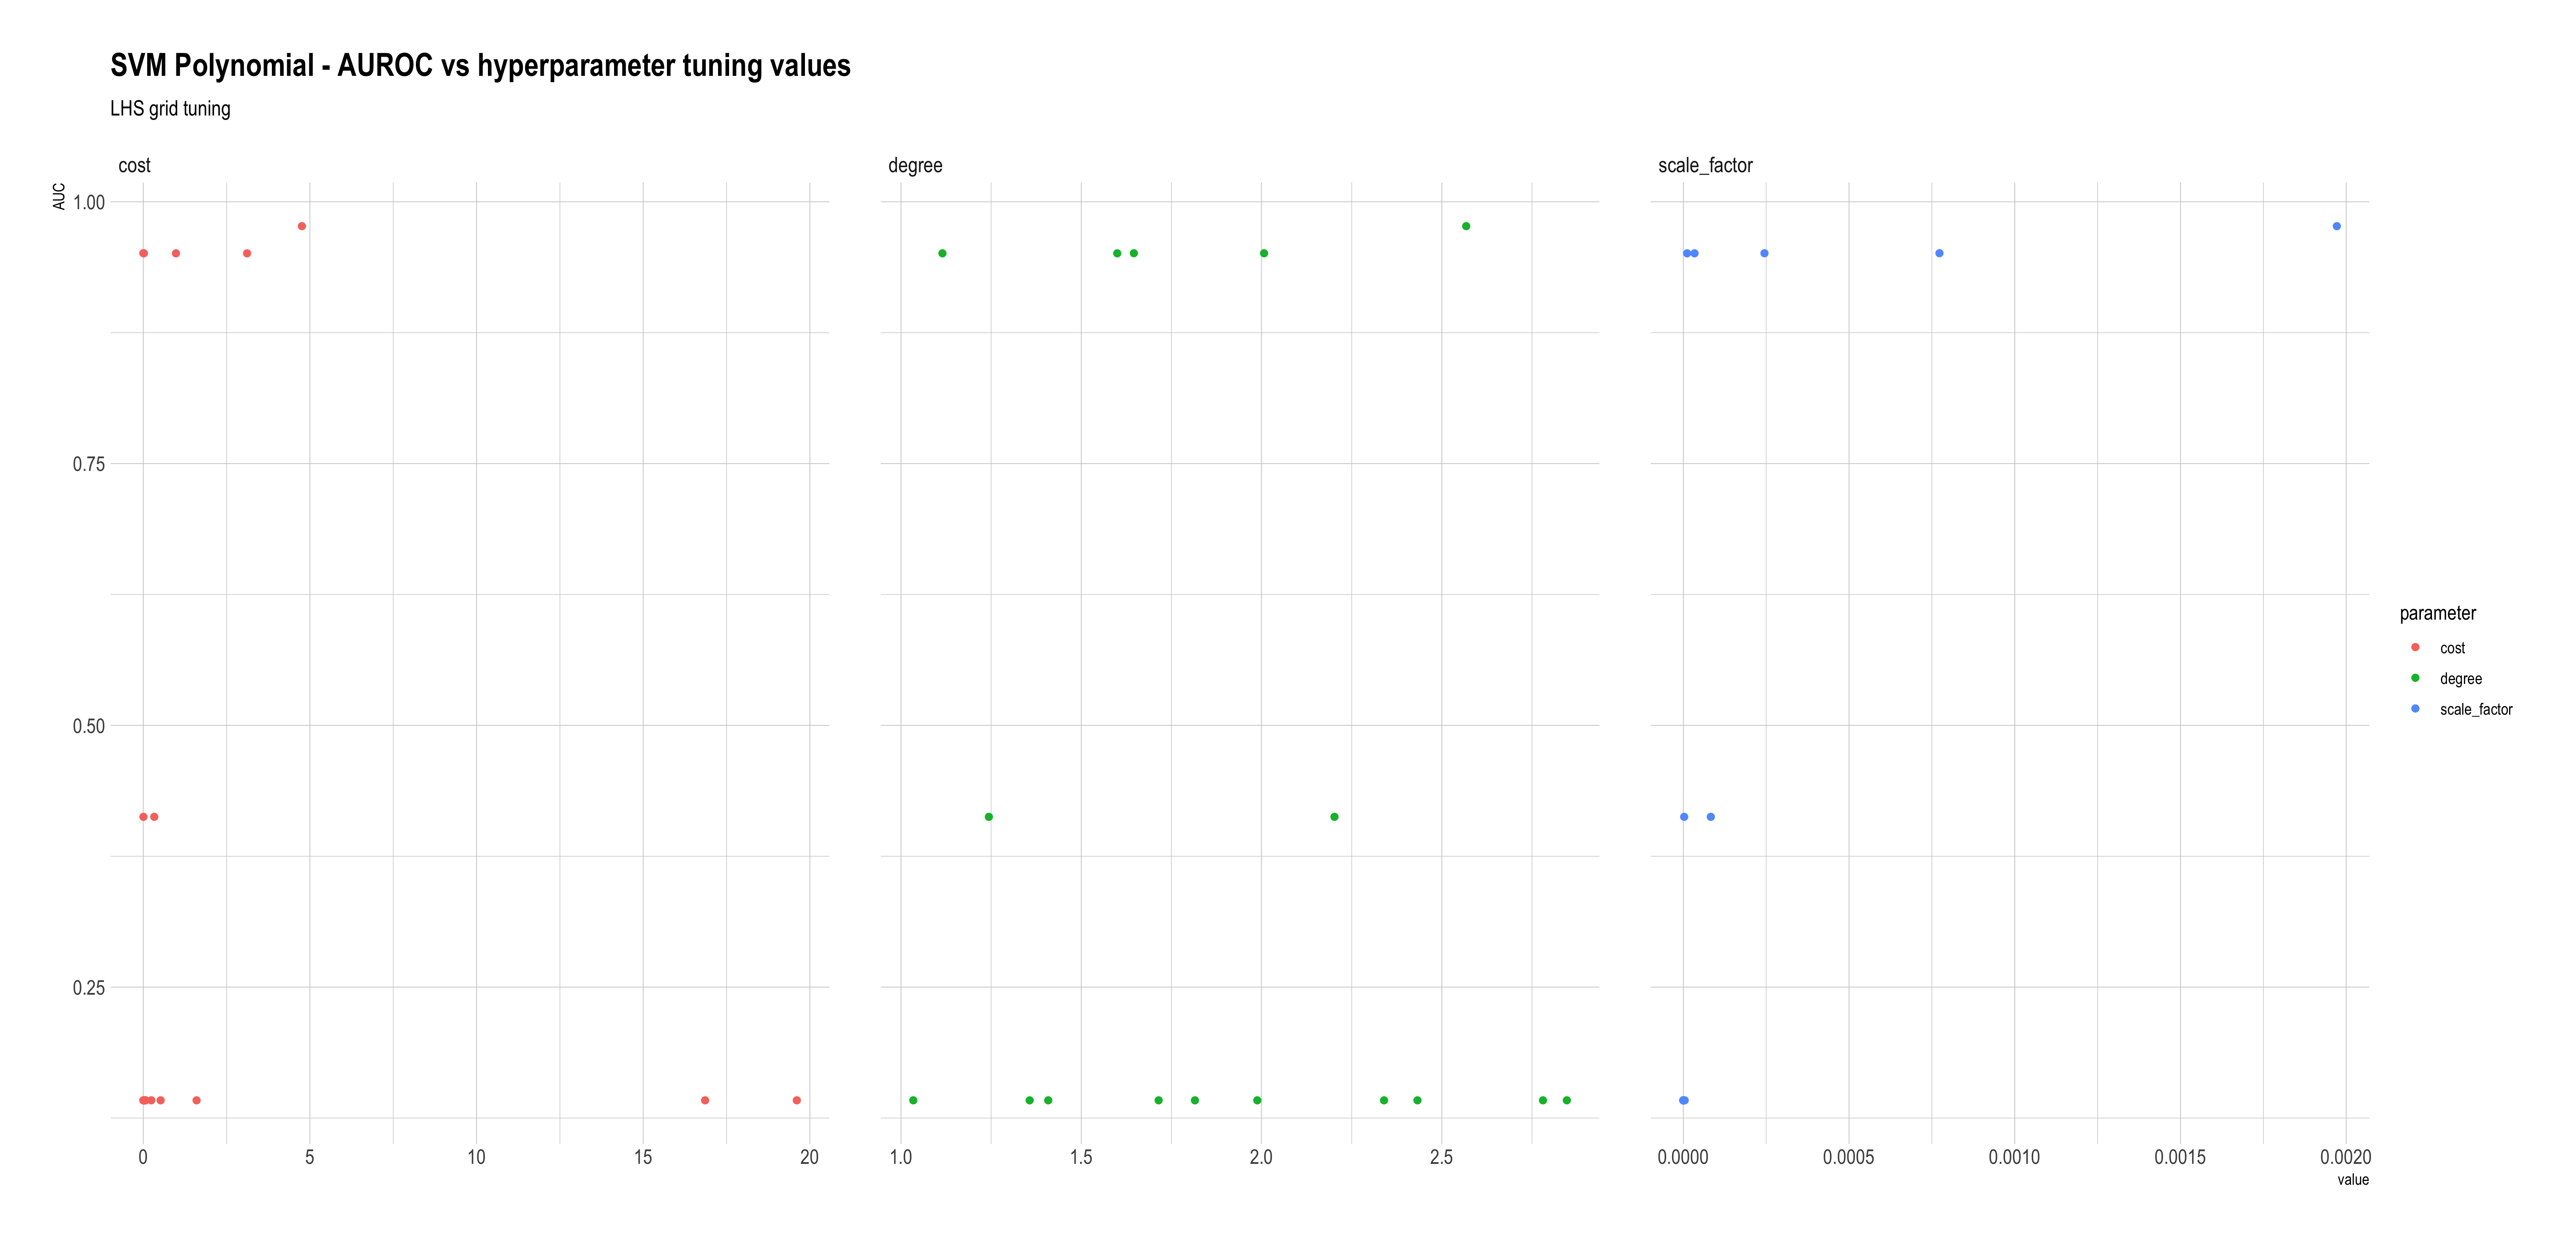 SVM Polynomial - AUROC vs hyperparameter tuning values
LHS grid tuning
cost
degree
scale_factor
AUC
1.00
0.75
0.50
0.25
0 5 10 15 20
1.0 1.5 2.0 2.5
0.0000 0.0005 0.0010 0.0015 0.0020
value
parameter
cost
degree
scale_factor